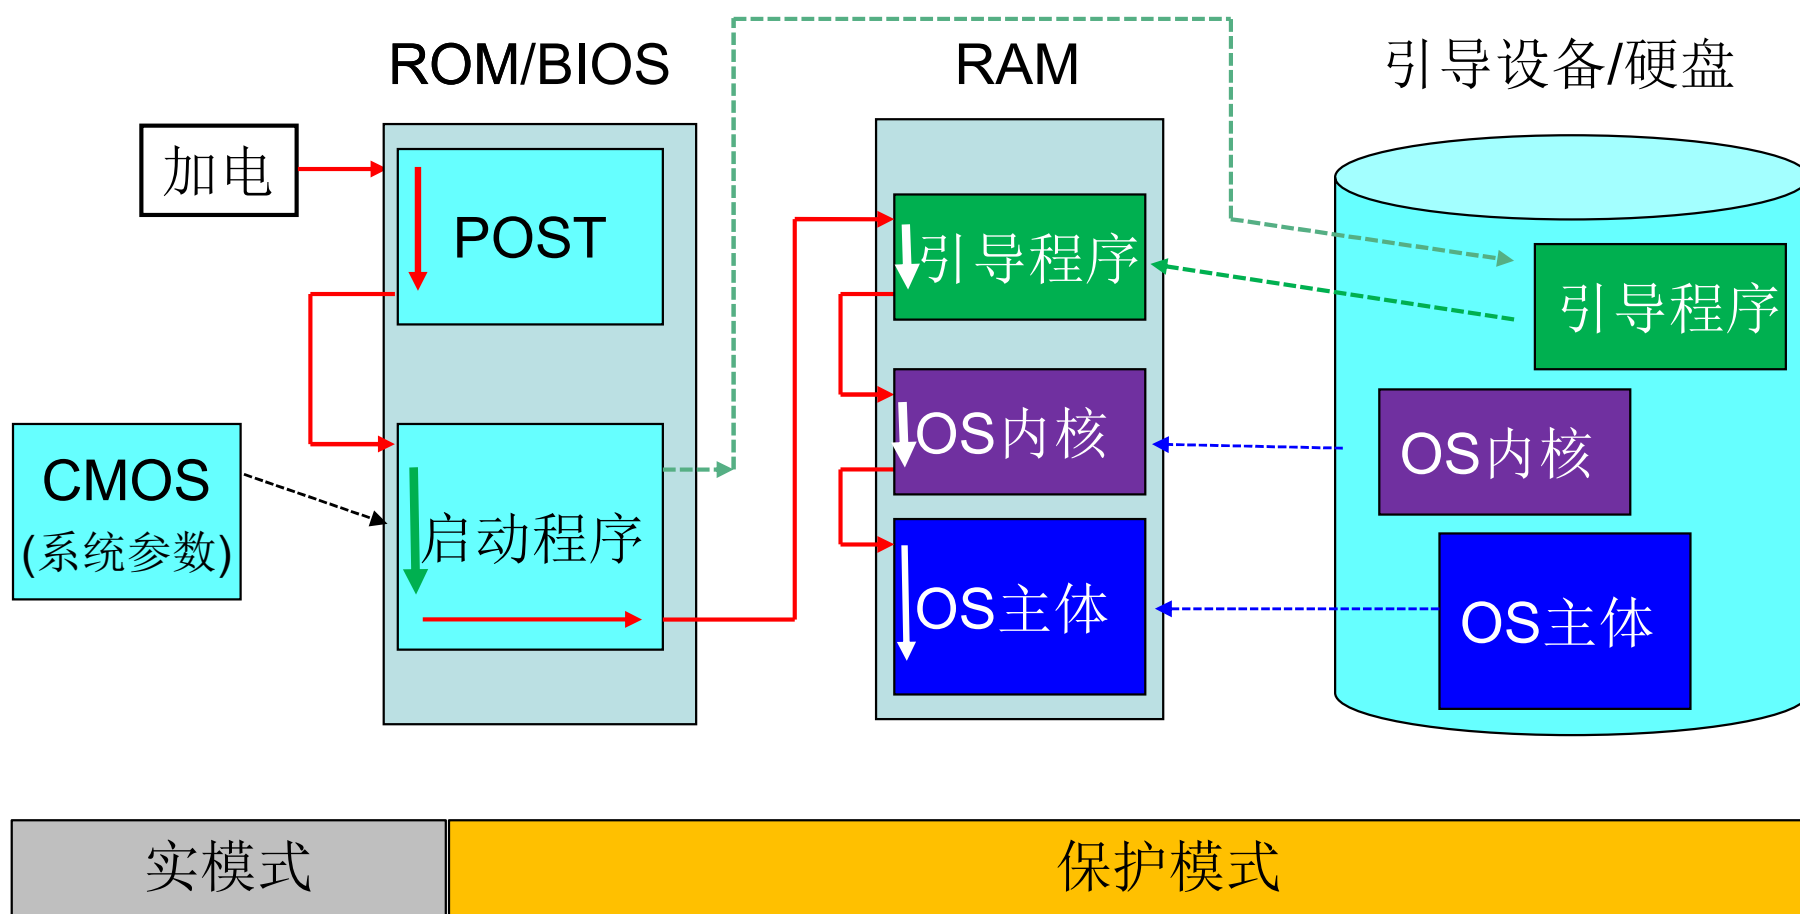 ROM/BIOS
RAM
引导设备/硬盘
加电
POST
CMOS
(系统参数)
启动程序
引导程序
OS内核
OS主体
引导程序
OS内核
OS主体
实模式
保护模式